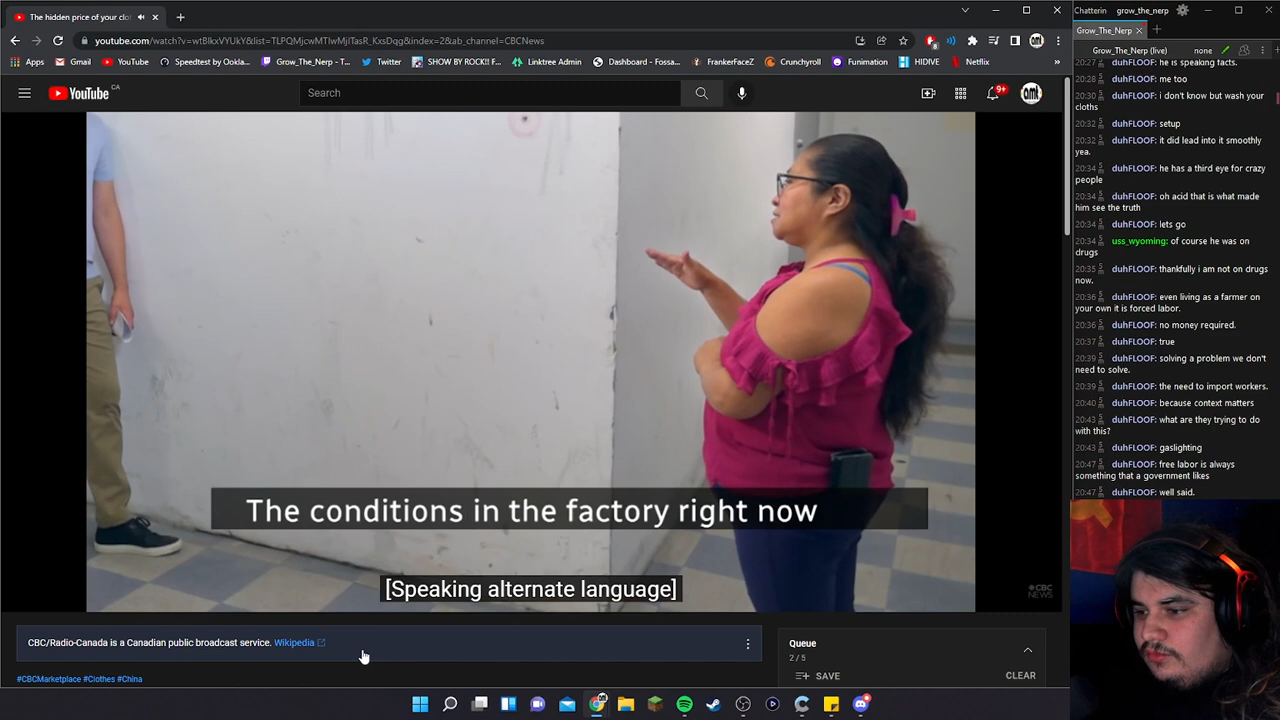 The hidden price of your clo
youtube.com/watch?v=wtBlkxVYUkY&list=TLPQMjcwMTIwMjITasR_KxsDqg&index=2&ab_channel=CBCNews
Apps
Gmail
YouTube
Speedtest by Ookla...
Grow_The_Nerp - T...
Twitter
SHOW BY ROCK!! F...
Linktree Admin
Dashboard - Fossa...
FrankerFaceZ
Crunchyroll
Funimation
HIDIVE
Netflix
YouTube CA
Search
9+
The conditions in the factory right now
[Speaking alternate language]
CBC NEWS
CBC/Radio-Canada is a Canadian public broadcast service. Wikipedia
#CBCMarketplace #Clothes #China
Queue
2 / 5
SAVE
CLEAR
Chatterin
grow_the_nerp
Grow_The_Nerp
Grow_The_Nerp (live)
none
20:27 duhFLOOF: he is speaking facts.
20:28 duhFLOOF: me too
20:30 duhFLOOF: i don't know but wash your
cloths
20:32 duhFLOOF: setup
20:32 duhFLOOF: it did lead into it smoothly
yea.
20:34 duhFLOOF: he has a third eye for crazy
people
20:34 duhFLOOF: oh acid that is what made
him see the truth
20:34 duhFLOOF: lets go
20:34 uss_wyoming: of course he was on
drugs
20:35 duhFLOOF: thankfully i am not on drugs
now.
20:36 duhFLOOF: even living as a farmer on
your own it is forced labor.
20:36 duhFLOOF: no money required.
20:37 duhFLOOF: true
20:39 duhFLOOF: solving a problem we don't
need to solve.
20:39 duhFLOOF: the need to import workers.
20:40 duhFLOOF: because context matters
20:43 duhFLOOF: what are they trying to do
with this?
20:43 duhFLOOF: gaslighting
20:47 duhFLOOF: free labor is always
something that a government likes
20:47 duhFLOOF: well said.